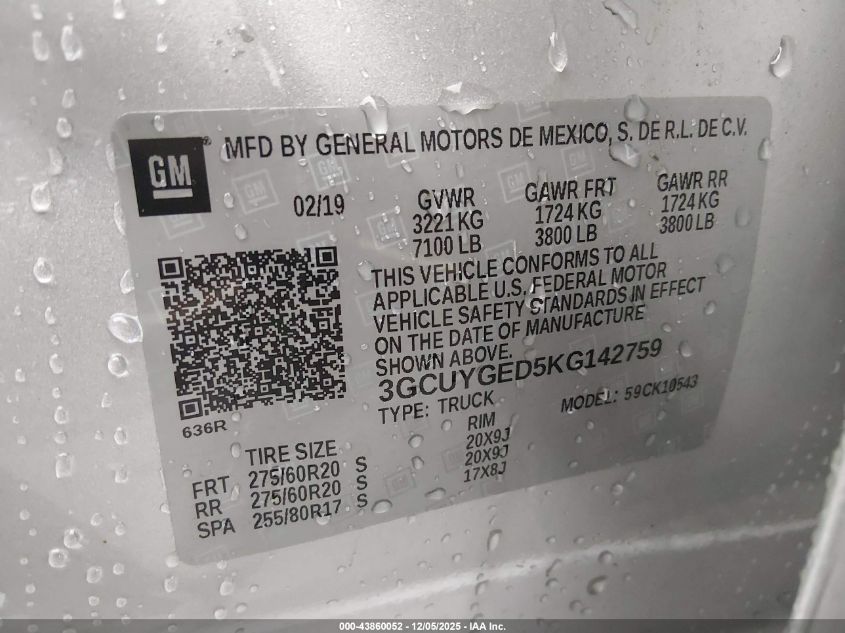 GM
MFD BY GENERAL MOTORS DE MEXICO, S. DE R.L. DE C.V.
02/19
GVWR
3221 KG
7100 LB
GAWR FRT
1724 KG
3800 LB
GAWR RR
1724 KG
3800 LB
THIS VEHICLE CONFORMS TO ALL
APPLICABLE U.S. FEDERAL MOTOR
VEHICLE SAFETY STANDARDS IN EFFECT
ON THE DATE OF MANUFACTURE
SHOWN ABOVE.
3GCUYGED5KG142759
TYPE: TRUCK
MODEL: 59CK10543
636R
TIRE SIZE
RIM
FRT 275/60R20 S 20X9J
RR 275/60R20 S 20X9J
SPA 255/80R17 S 17X8J
000-43860052 - 12/05/2025 - IAA Inc.